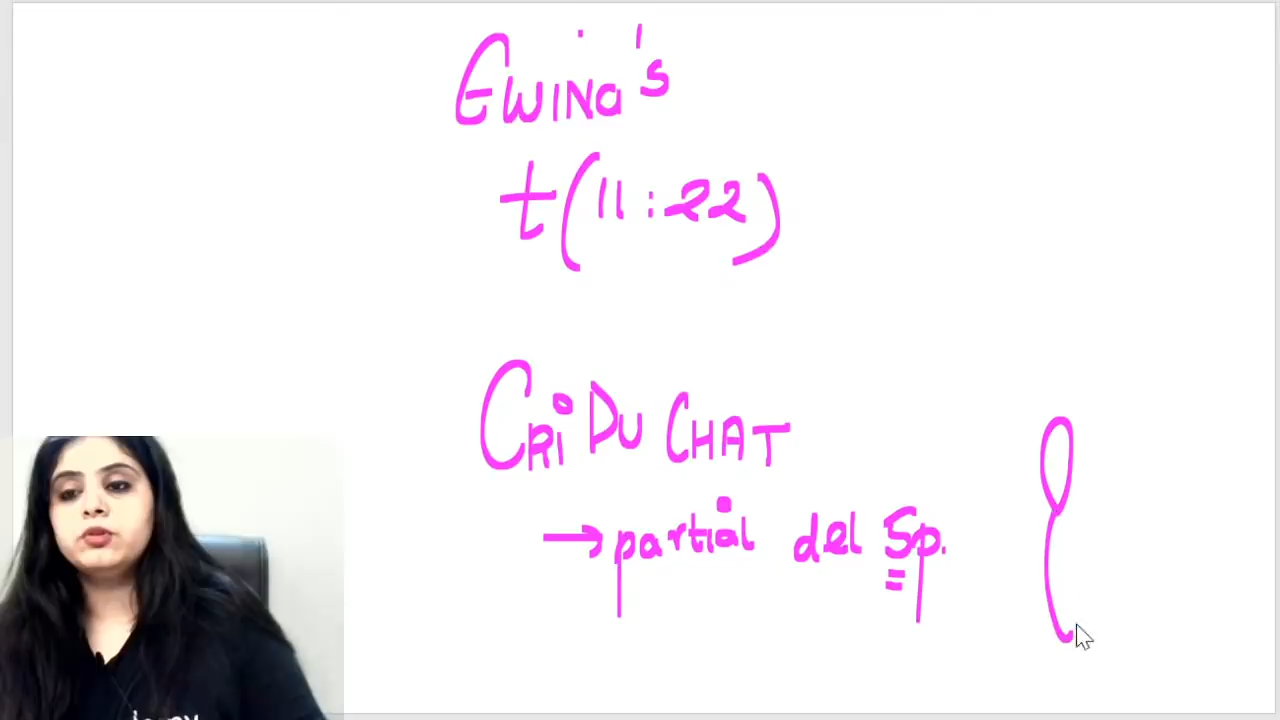 EWING's
t(11:22)
CRi DU CHAT
→ partial del 5p.